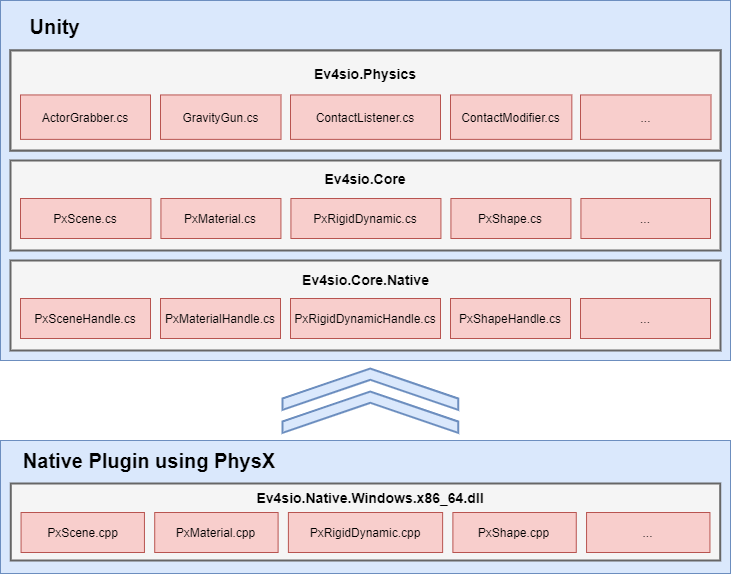 Unity
Ev4sio.Physics
ActorGrabber.cs GravityGun.cs ContactListener.cs ContactModifier.cs ...
Ev4sio.Core
PxScene.cs PxMaterial.cs PxRigidDynamic.cs PxShape.cs ...
Ev4sio.Core.Native
PxSceneHandle.cs PxMaterialHandle.cs PxRigidDynamicHandle.cs PxShapeHandle.cs ...
Native Plugin using PhysX
Ev4sio.Native.Windows.x86_64.dll
PxScene.cpp PxMaterial.cpp PxRigidDynamic.cpp PxShape.cpp ...